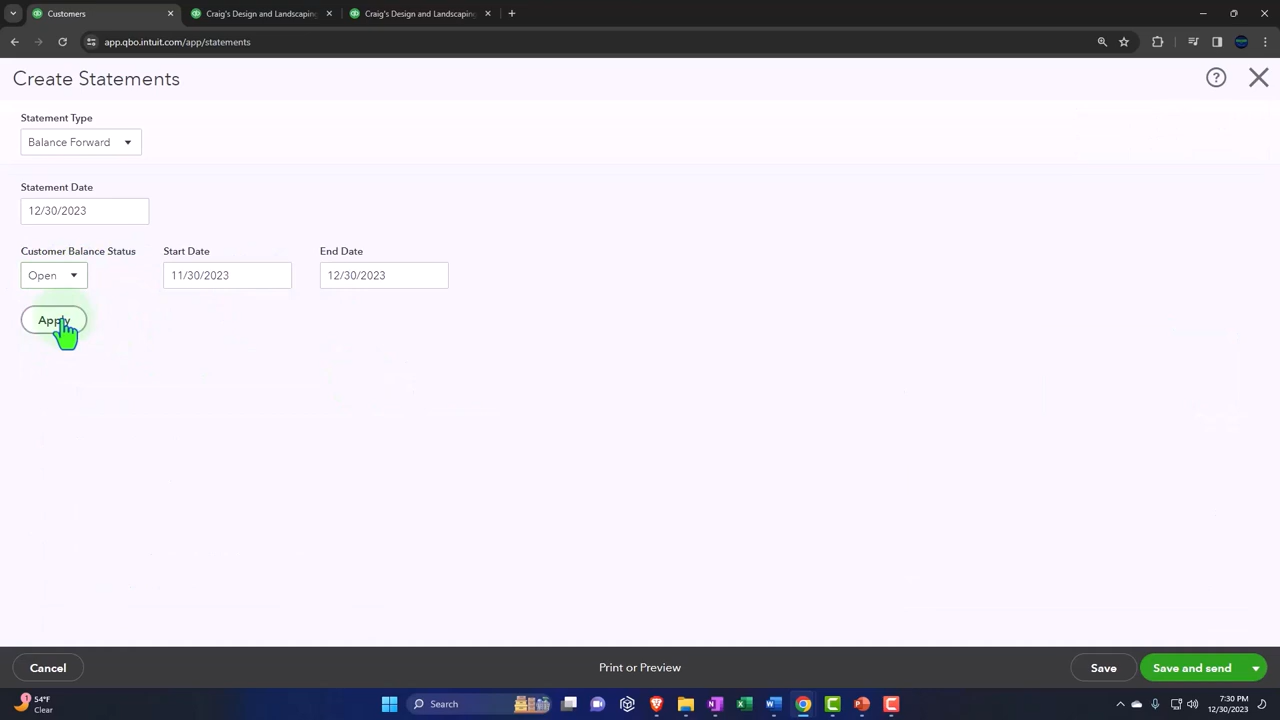 Customers
Craig's Design and Landscaping
Craig's Design and Landscaping
app.qbo.intuit.com/app/statements
Create Statements
Statement Type
Balance Forward
Statement Date
12/30/2023
Customer Balance Status
Start Date
End Date
Open
11/30/2023
12/30/2023
Apply
Cancel
Print or Preview
Save
Save and send
1
54°F
Clear
Search
7:30 PM
12/30/2023